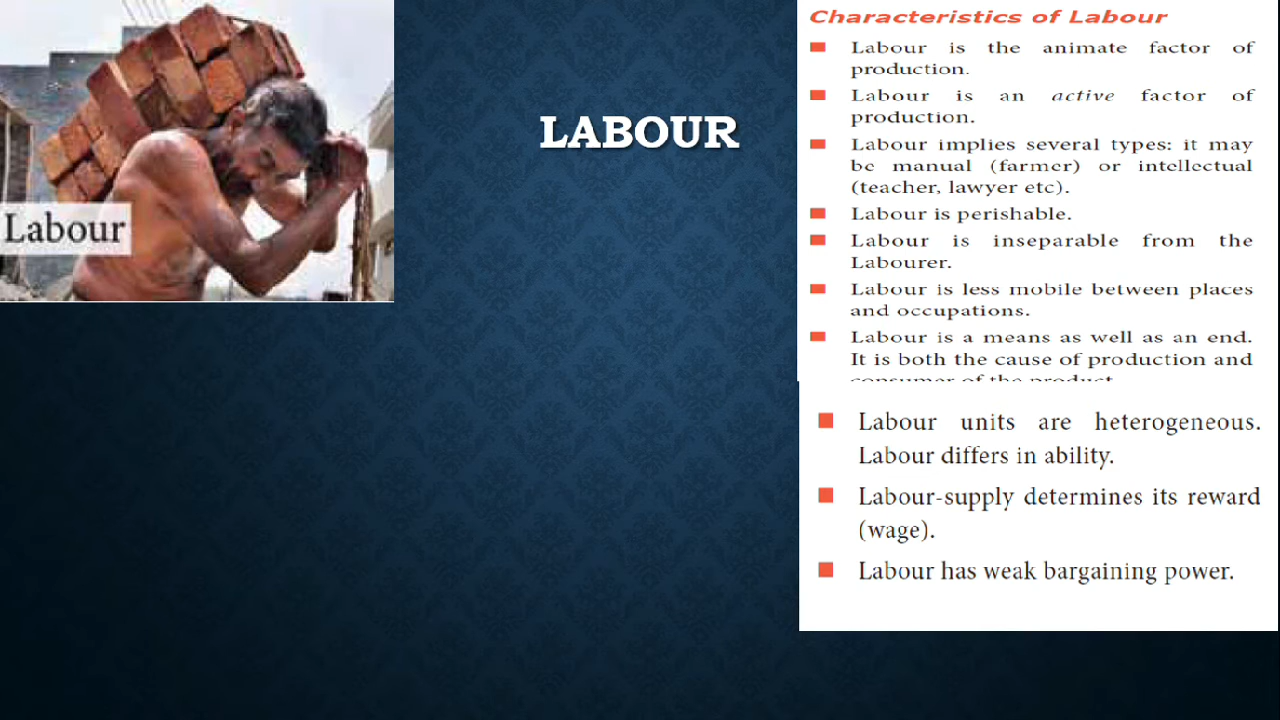 Labour
LABOUR
Characteristics of Labour
Labour is the animate factor of
production.
Labour is an active factor of
production.
Labour implies several types: it may
be manual (farmer) or intellectual
(teacher, lawyer etc).
Labour is perishable.
Labour is inseparable from the
Labourer.
Labour is less mobile between places
and occupations.
Labour is a means as well as an end.
It is both the cause of production and
consumer of the product.
Labour units are heterogeneous.
Labour differs in ability.
Labour-supply determines its reward
(wage).
Labour has weak bargaining power.